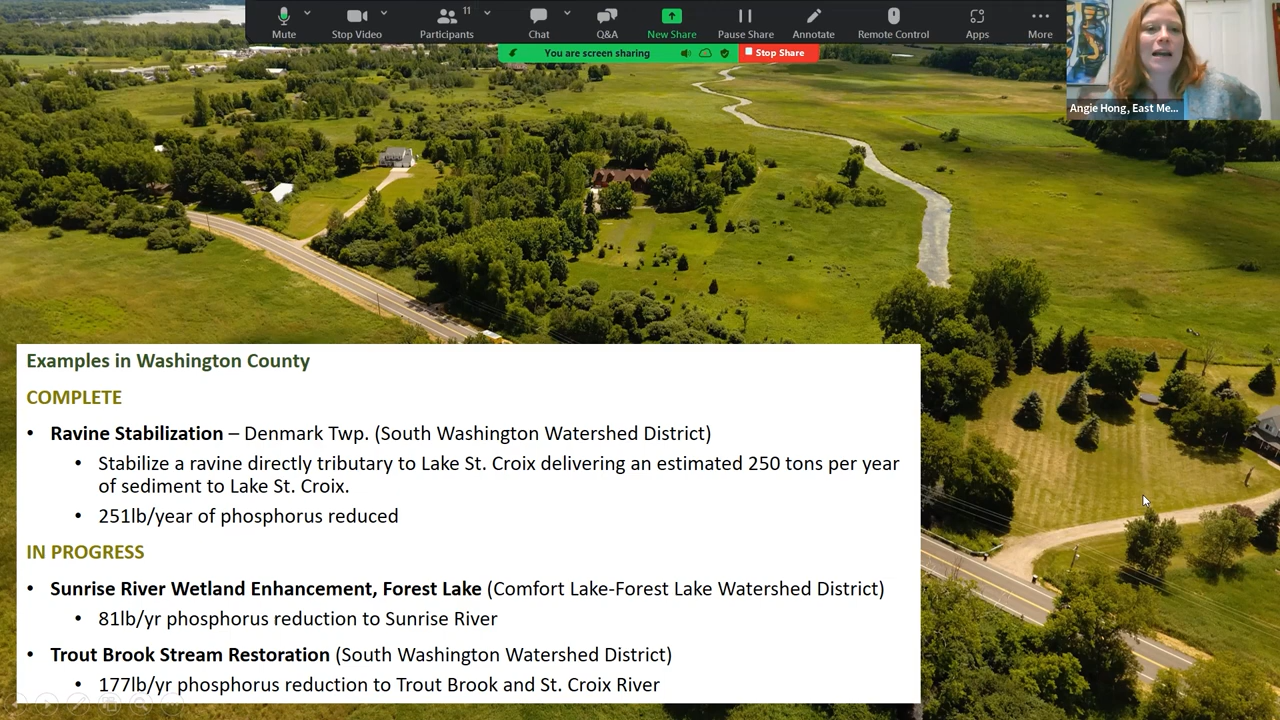 11
Mute
Stop Video
Participants
Chat
Q&A
New Share
Pause Share
Annotate
Remote Control
Apps
More
You are screen sharing
Stop Share
Angie Hong, East Me...
Examples in Washington County
COMPLETE
• Ravine Stabilization – Denmark Twp. (South Washington Watershed District)
• Stabilize a ravine directly tributary to Lake St. Croix delivering an estimated 250 tons per year
of sediment to Lake St. Croix.
• 251lb/year of phosphorus reduced
IN PROGRESS
• Sunrise River Wetland Enhancement, Forest Lake (Comfort Lake-Forest Lake Watershed District)
• 81lb/yr phosphorus reduction to Sunrise River
• Trout Brook Stream Restoration (South Washington Watershed District)
• 177lb/yr phosphorus reduction to Trout Brook and St. Croix River